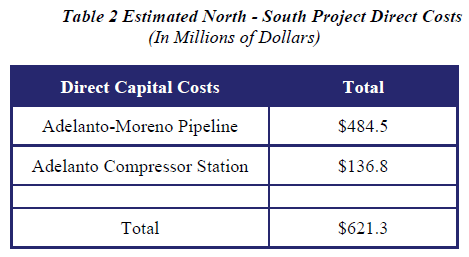 Table 2 Estimated North - South Project Direct Costs
(In Millions of Dollars)
Direct Capital Costs Total
Adelanto-Moreno Pipeline $484.5
Adelanto Compressor Station $136.8
Total $621.3